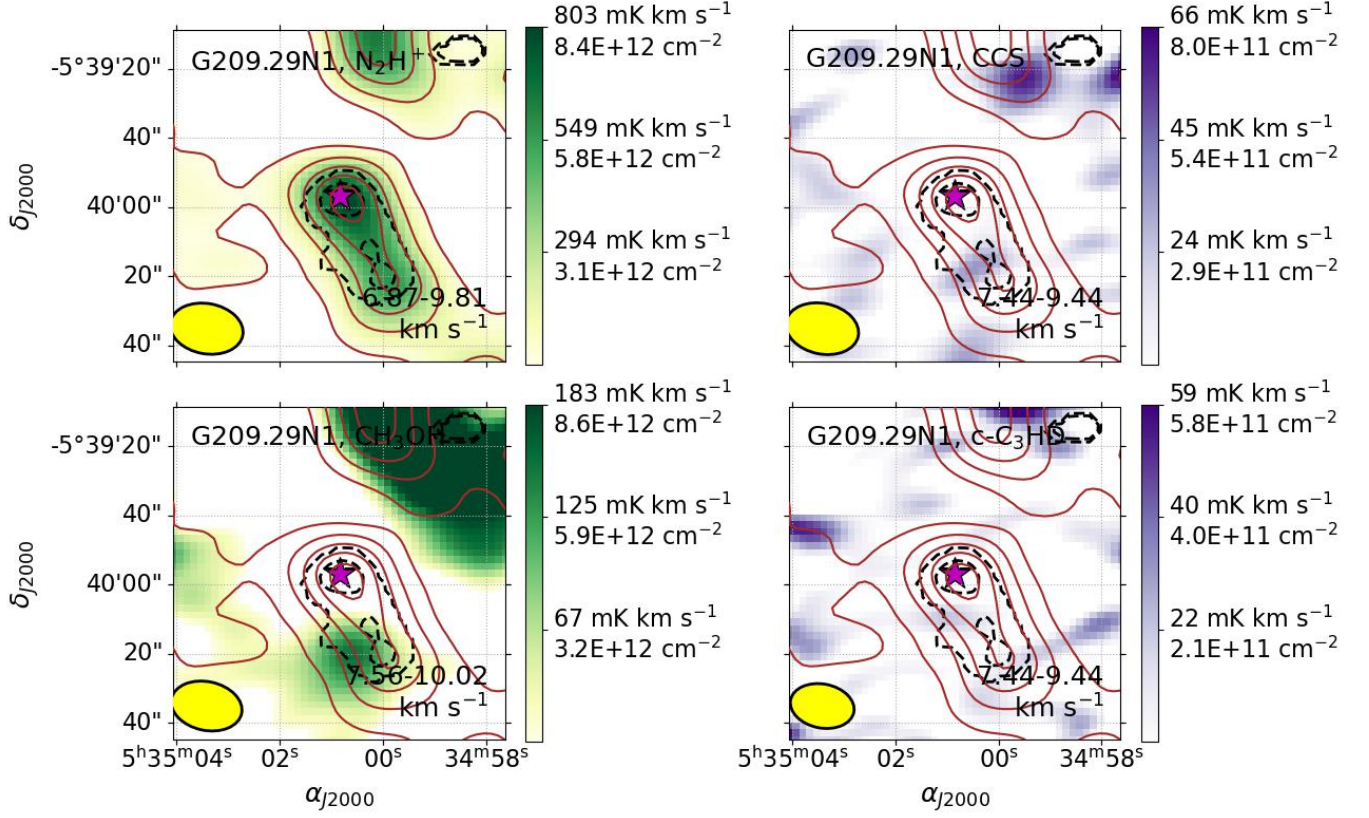 803 mK km s⁻¹
8.4E+12 cm⁻²
G209.29N1, N₂H⁺
-5°39'20"
40"
549 mK km s⁻¹
5.8E+12 cm⁻²
40'00"
294 mK km s⁻¹
3.1E+12 cm⁻²
20"
6.87-9.81
km s⁻¹
40"
δJ2000
66 mK km s⁻¹
8.0E+11 cm⁻²
G209.29N1, CCS
45 mK km s⁻¹
5.4E+11 cm⁻²
24 mK km s⁻¹
2.9E+11 cm⁻²
7.44-9.44
km s⁻¹
183 mK km s⁻¹
8.6E+12 cm⁻²
G209.29N1, CH₃OH
-5°39'20"
40"
125 mK km s⁻¹
5.9E+12 cm⁻²
40'00"
67 mK km s⁻¹
3.2E+12 cm⁻²
20"
7.56-10.02
km s⁻¹
40"
δJ2000
5ʰ35ᵐ04ˢ 02ˢ 00ˢ 34ᵐ58ˢ
αJ2000
59 mK km s⁻¹
5.8E+11 cm⁻²
G209.29N1, c-C₃HD
40 mK km s⁻¹
4.0E+11 cm⁻²
22 mK km s⁻¹
2.1E+11 cm⁻²
7.44-9.44
km s⁻¹
5ʰ35ᵐ04ˢ 02ˢ 00ˢ 34ᵐ58ˢ
αJ2000